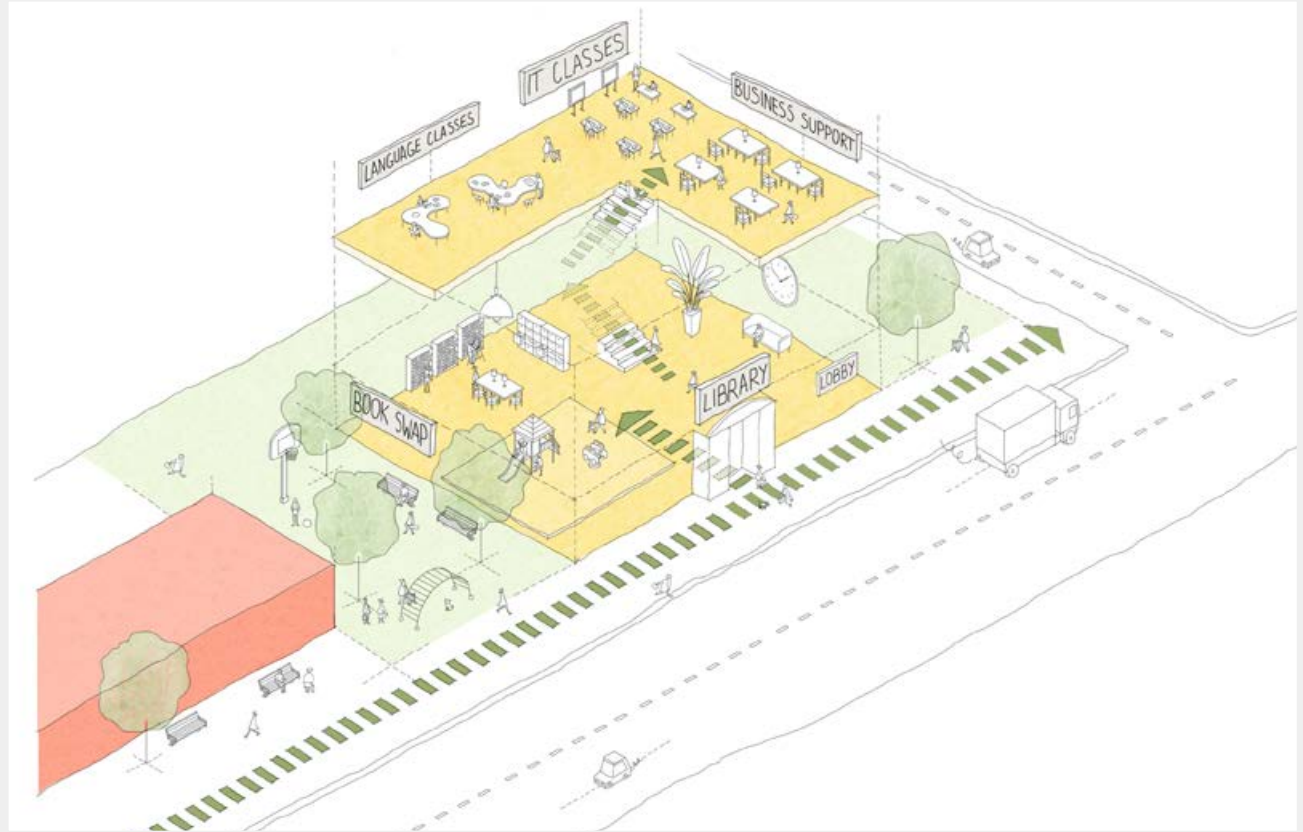 IT CLASSES
LANGUAGE CLASSES
BUSINESS SUPPORT
BOOK SWAP
LIBRARY
LOBBY